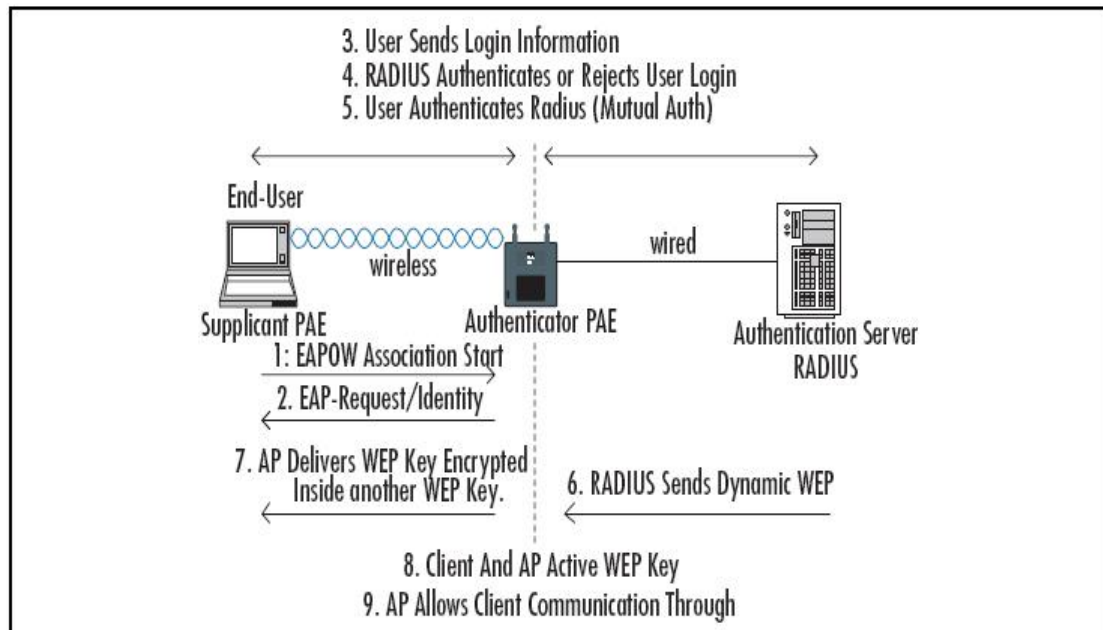 3. User Sends Login Information
4. RADIUS Authenticates or Rejects User Login
5. User Authenticates Radius (Mutual Auth)
End-User
wireless
wired
Supplicant PAE
Authenticator PAE
Authentication Server
RADIUS
1: EAPOW Association Start
2. EAP-Request/Identity
7. AP Delivers WEP Key Encrypted
Inside another WEP Key.
6. RADIUS Sends Dynamic WEP
8. Client And AP Active WEP Key
9. AP Allows Client Communication Through